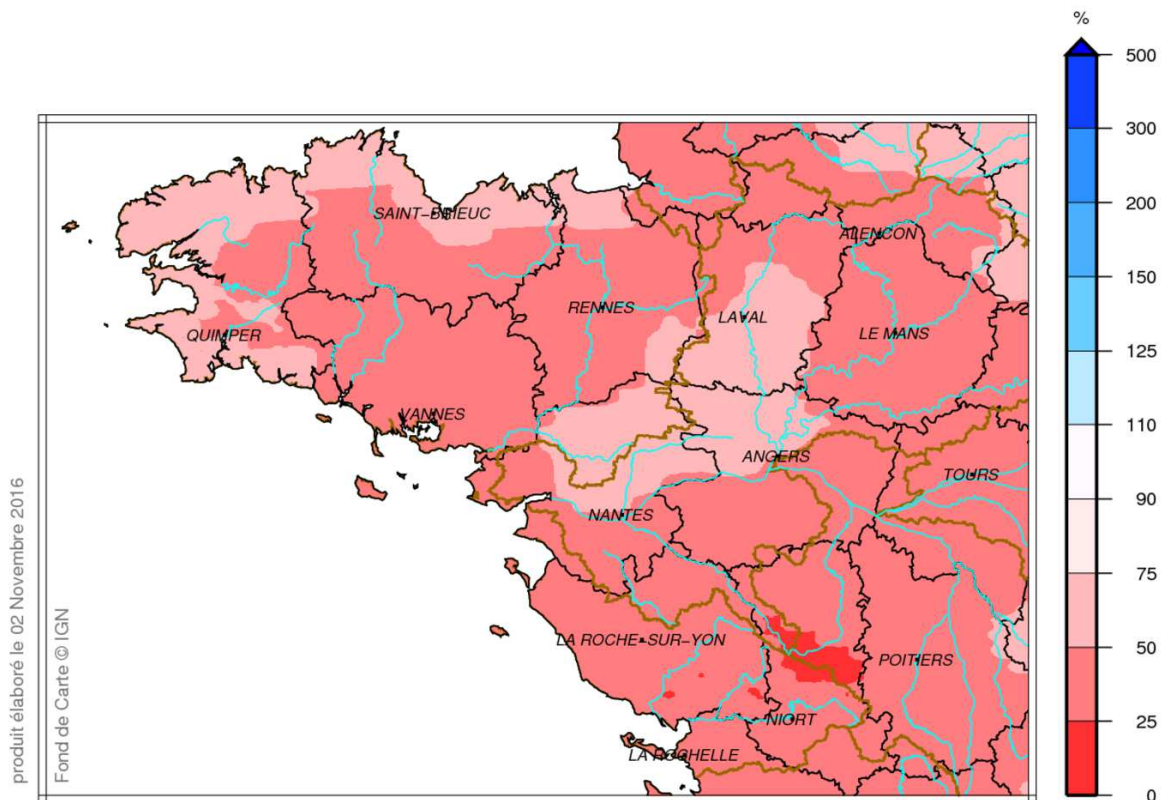 %
500
300
200
150
125
110
90
75
50
25
0
SAINT-BRIEUC
ALENCON
RENNES
LAVAL
LE MANS
QUIMPER
VANNES
ANGERS
TOURS
NANTES
LA ROCHE-SUR-YON
POITIERS
NIORT
LA ROCHELLE
produit élaboré le 02 Novembre 2016
Fond de Carte © IGN